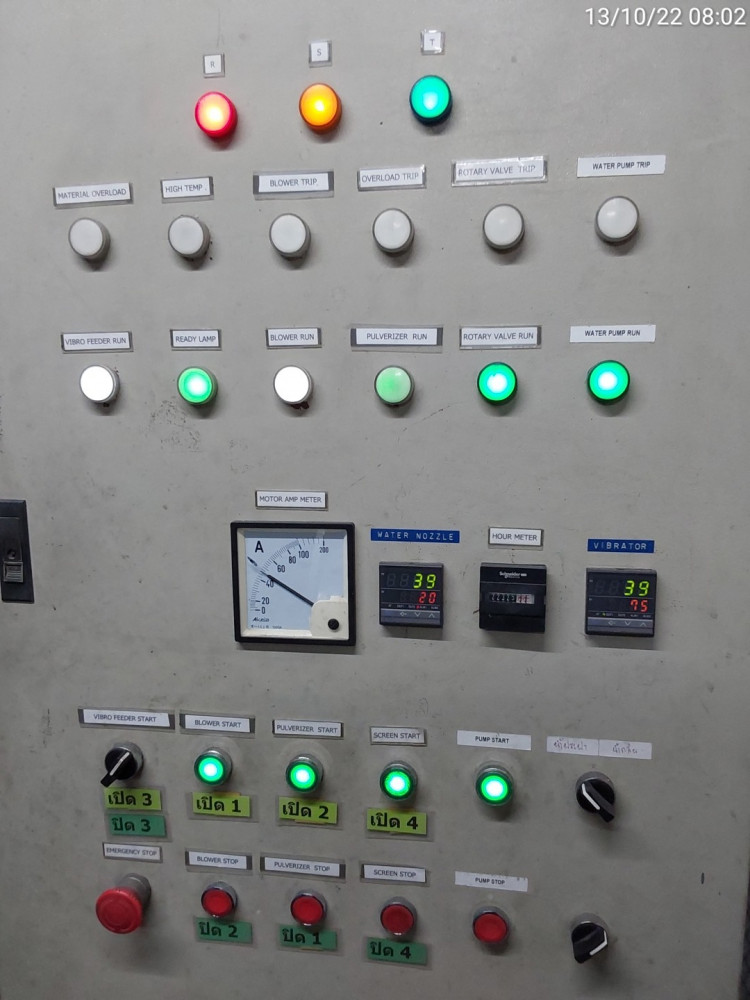 13/10/22 08:02
R
S
T
MATERIAL OVERLOAD
HIGH TEMP.
BLOWER TRIP
OVERLOAD TRIP
ROTARY VALVE TRIP
WATER PUMP TRIP
VIBRO FEEDER RUN
READY LAMP
BLOWER RUN
PULVERIZER RUN
ROTARY VALVE RUN
WATER PUMP RUN
MOTOR AMP METER
WATER NOZZLE
HOUR METER
VIBRATOR
A
0
20
40
60
80
100
200
39
20
Schneider
39
75
VIBRO FEEDER START
BLOWER START
PULVERIZER START
SCREEN START
PUMP START
เปิด 3
เปิด 1
เปิด 2
เปิด 4
ปิด 3
EMERGENCY STOP
BLOWER STOP
PULVERIZER STOP
SCREEN STOP
PUMP STOP
ปิด 2
ปิด 1
ปิด 4